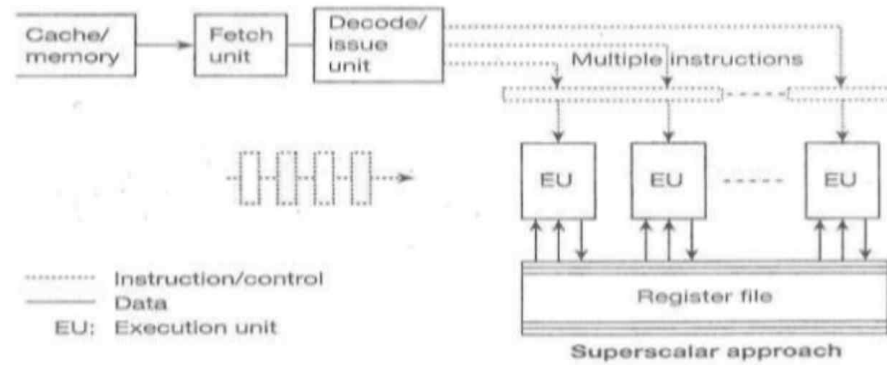 Cache/
memory
Fetch
unit
Decode/
issue
unit
Multiple instructions
EU
EU
EU
Instruction/control
Data
EU: Execution unit
Register file
Superscalar approach